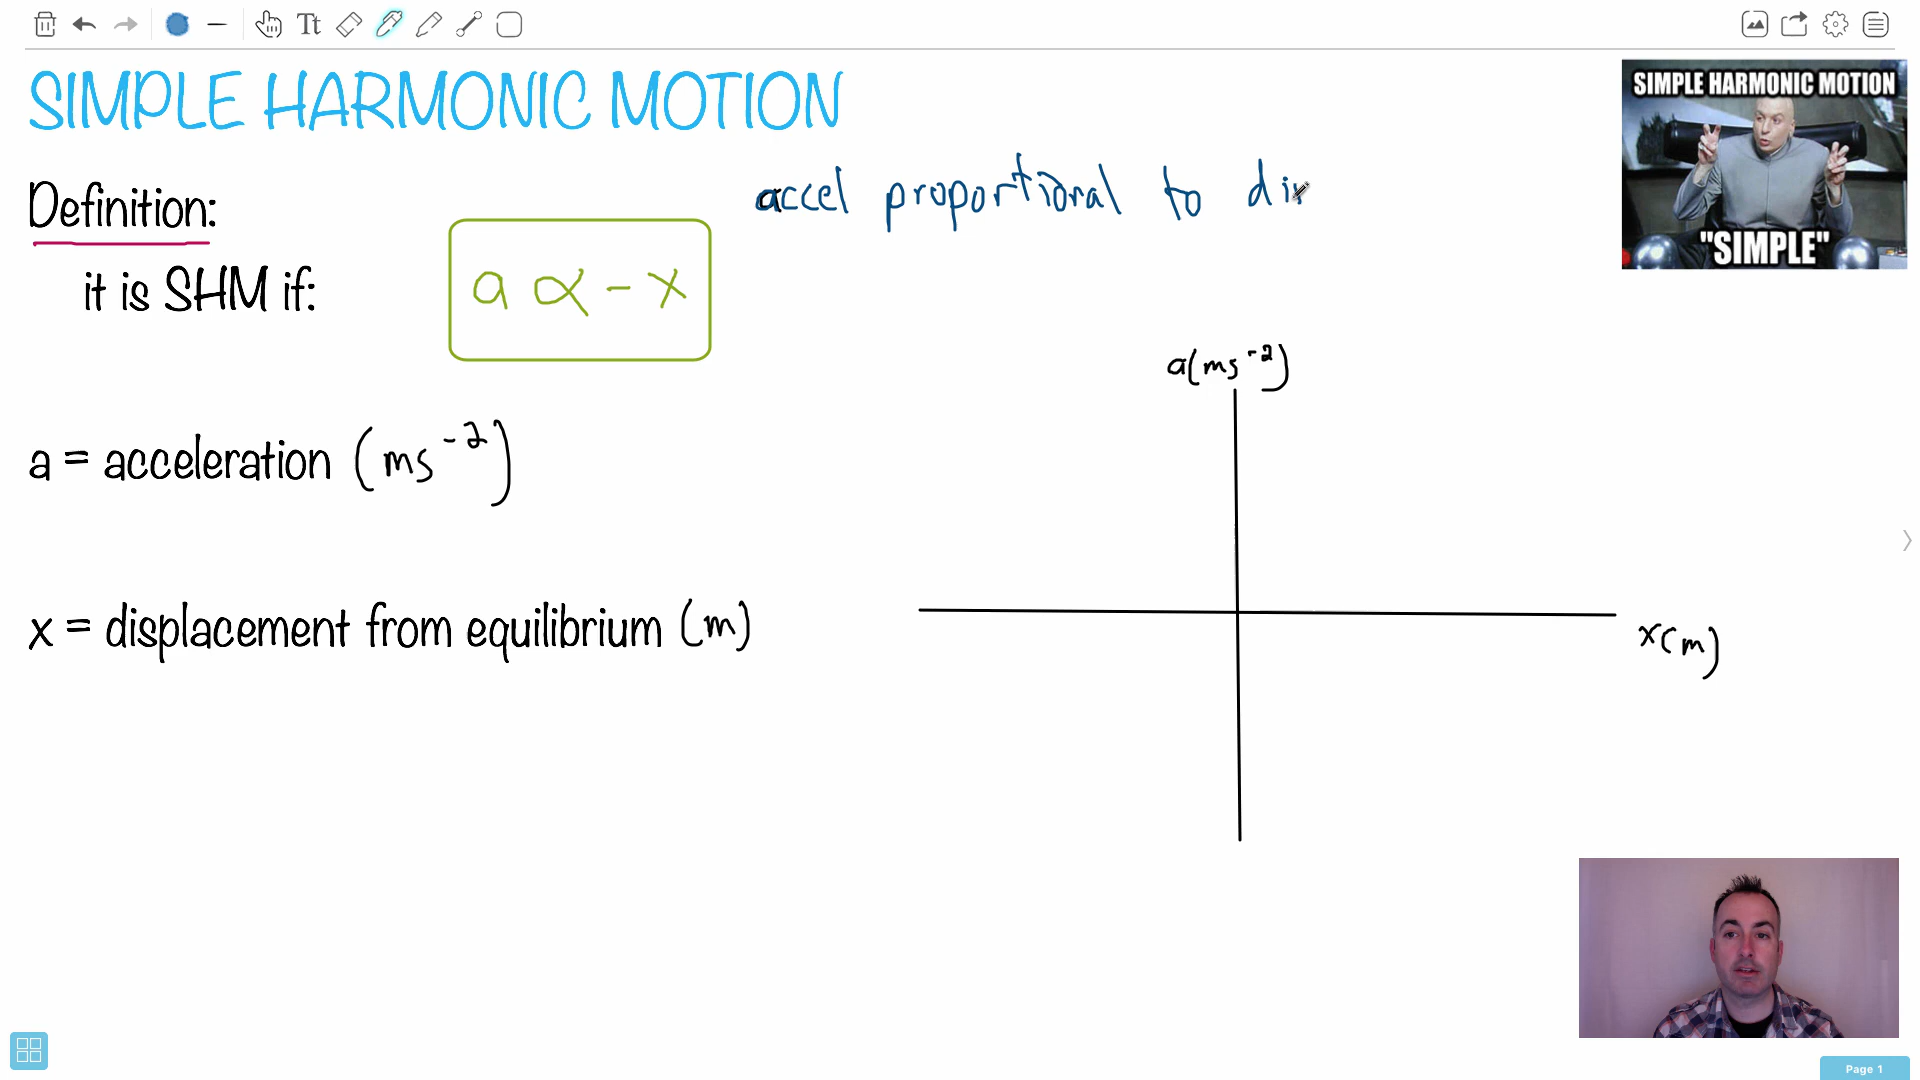 Tt
SIMPLE HARMONIC MOTION
SIMPLE HARMONIC MOTION
"SIMPLE"
accel proportional to
Definition:
it is SHM if:
a α - x
a (ms⁻²)
a = acceleration (ms⁻²)
x = displacement from equilibrium (m)
x (m)
Page 1